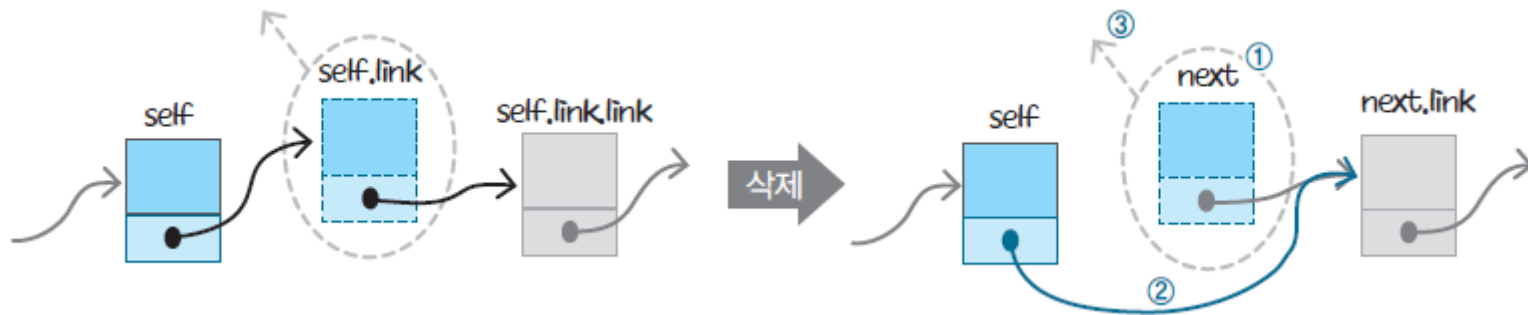 self
self.link
self.link.link
삭제
self
③
next
①
next.link
②